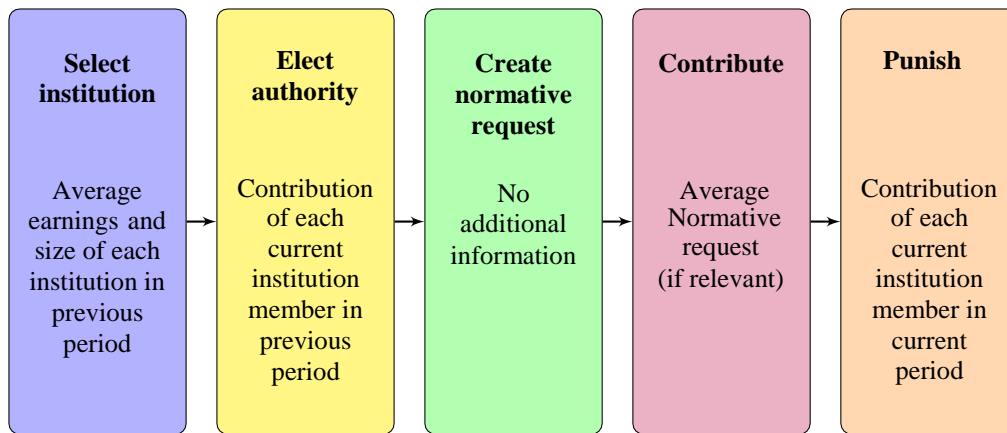 Select
institution
Average
earnings and
size of each
institution in
previous
period
Elect
authority
Contribution
of each
current
institution
member in
previous
period
Create
normative
request
No
additional
information
Contribute
Average
Normative
request
(if relevant)
Punish
Contribution
of each
current
institution
member in
current
period